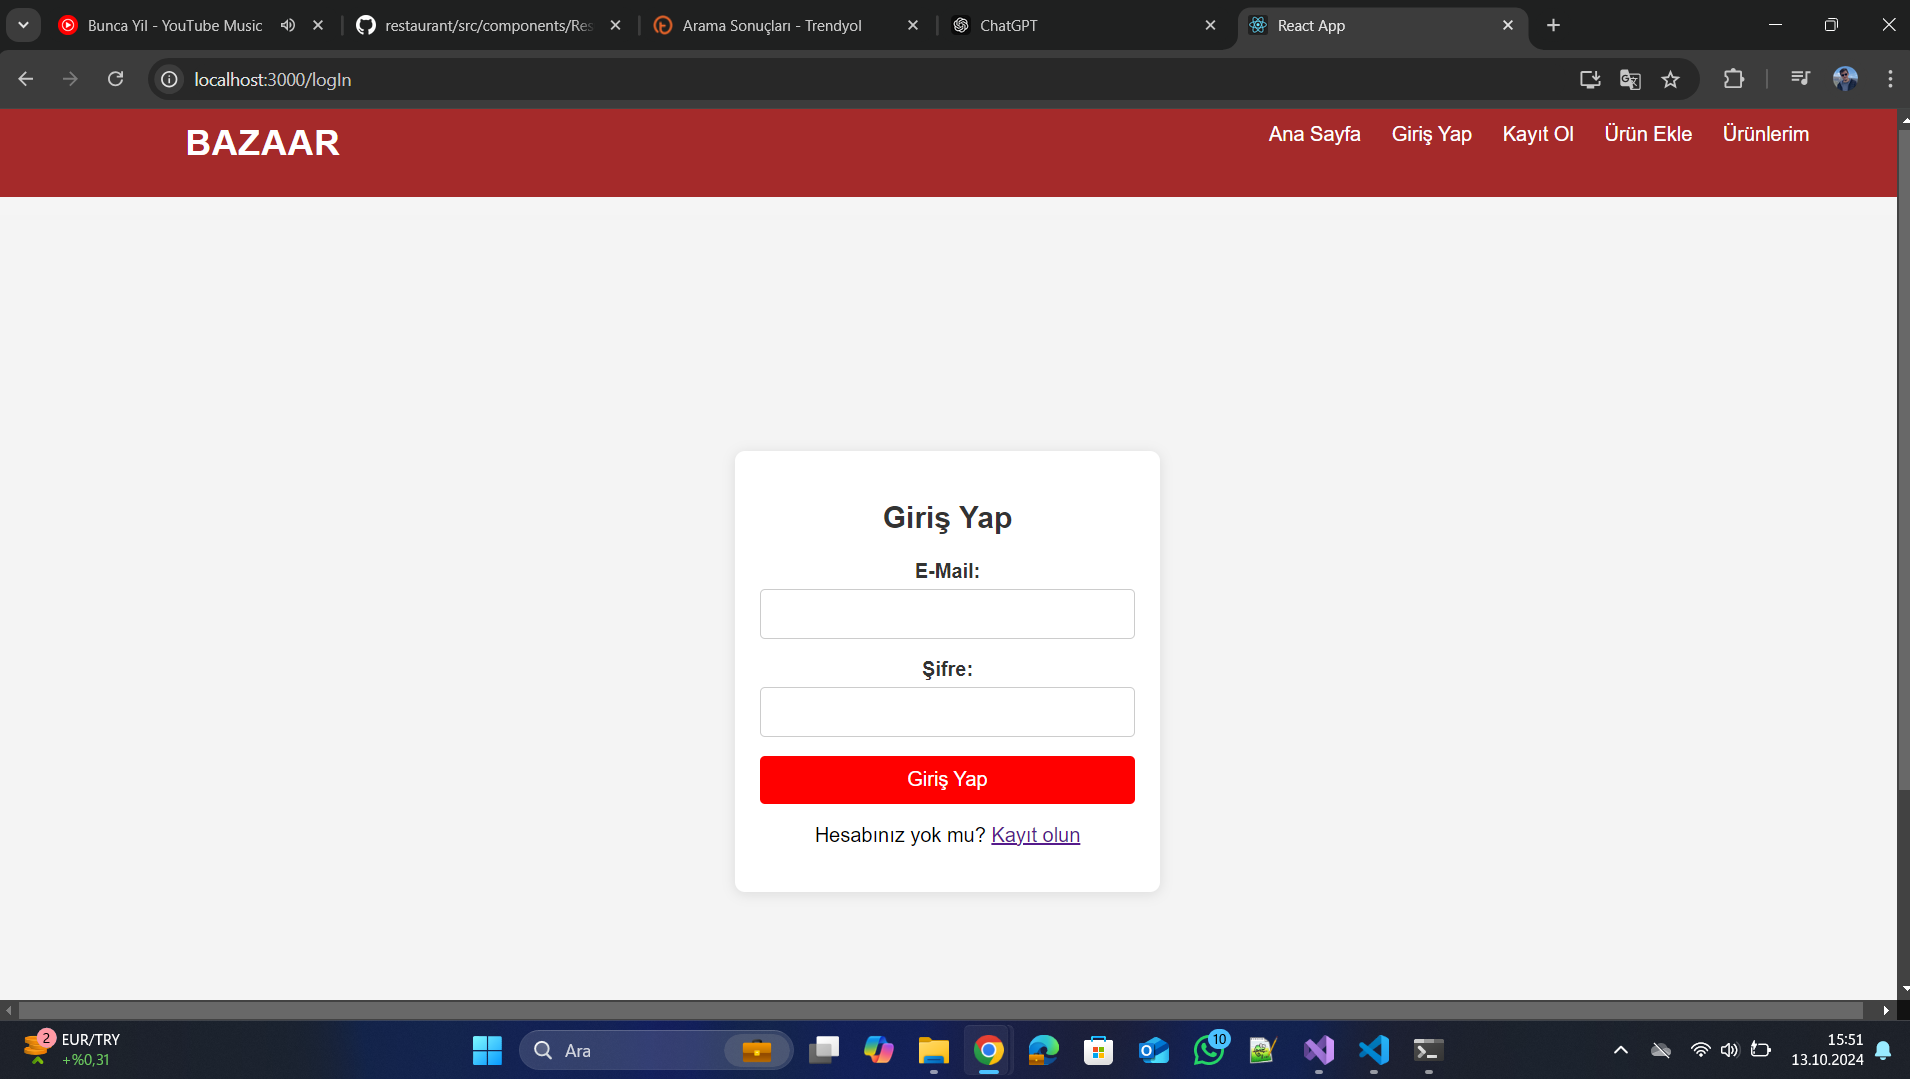 Bunca Yil - YouTube Music
restaurant/src/components/Res
Arama Sonuçları - Trendyol
ChatGPT
React App
localhost:3000/logIn
BAZAAR
Ana Sayfa
Giriş Yap
Kayıt Ol
Ürün Ekle
Ürünlerim
Giriş Yap
E-Mail:
Şifre:
Giriş Yap
Hesabınız yok mu? Kayıt olun
2
EUR/TRY
+%0,31
Ara
10
15:51
13.10.2024